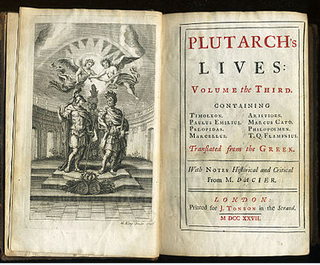 PLUTARCH's
LIVES:
VOLUME the THIRD.
CONTAINING
TIMOLEON.
PAULUS EMILIUS.
PELOPIDAS.
MARCELLUS.
ARISTIDES.
MARCUS CATO.
PHILOPOEMEN.
T. Q. FLAMINIUS.
Translated from the GREEK.
With NOTES Historical and Critical
From M. DACIER.
LONDON:
Printed for J. TONSON in the Strand.
M DCC XXVII.